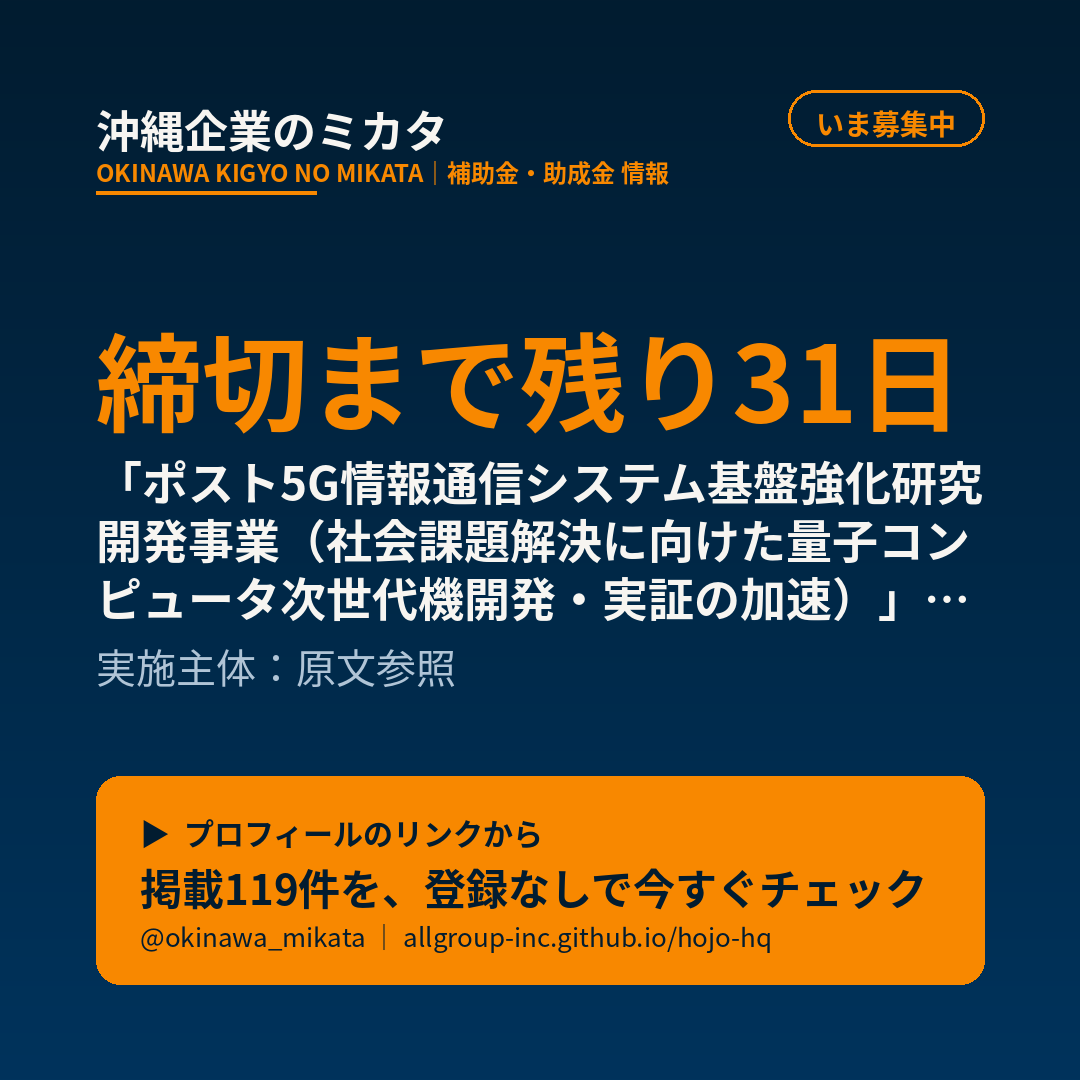 沖縄企業のミカタ
いま募集中
OKINAWA KIGYO NO MIKATA｜補助金・助成金 情報
締切まで残り31日
「ポスト5G情報通信システム基盤強化研究
開発事業（社会課題解決に向けた量子コン
ピュータ次世代機開発・実証の加速）」…
実施主体：原文参照
▶ プロフィールのリンクから
掲載119件を、登録なしで今すぐチェック
@okinawa_mikata｜allgroup-inc.github.io/hojo-hq